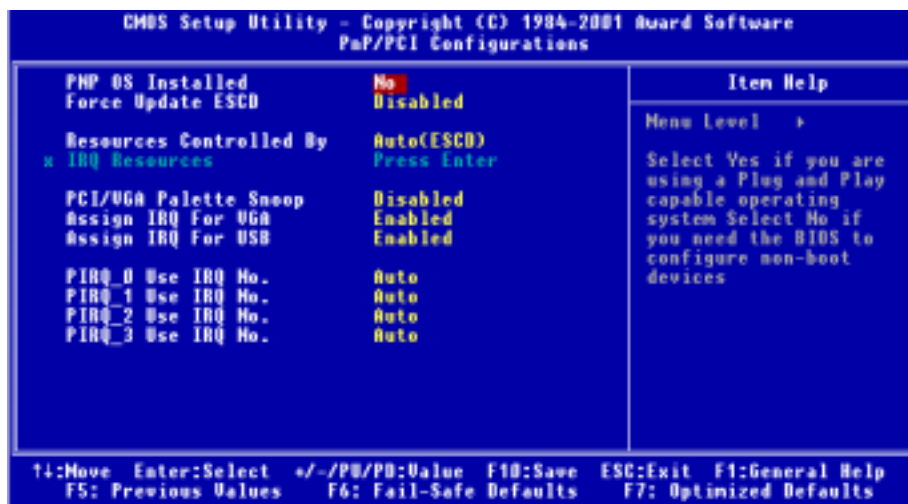 CMOS Setup Utility - Copyright (C) 1984-2001 Award Software
PnP/PCI Configurations
PNP OS Installed No
Force Update ESCD Disabled
Resources Controlled By Auto(ESCD)
x IRQ Resources Press Enter
PCI/VGA Palette Snoop Disabled
Assign IRQ For VGA Enabled
Assign IRQ For USB Enabled
PIRQ_0 Use IRQ No. Auto
PIRQ_1 Use IRQ No. Auto
PIRQ_2 Use IRQ No. Auto
PIRQ_3 Use IRQ No. Auto
Item Help
Menu Level ▸
Select Yes if you are
using a Plug and Play
capable operating
system Select No if
you need the BIOS to
configure non-boot
devices
↑↓:Move Enter:Select +/-/PU/PD:Value F10:Save ESC:Exit F1:General Help
F5: Previous Values F6: Fail-Safe Defaults F7: Optimized Defaults